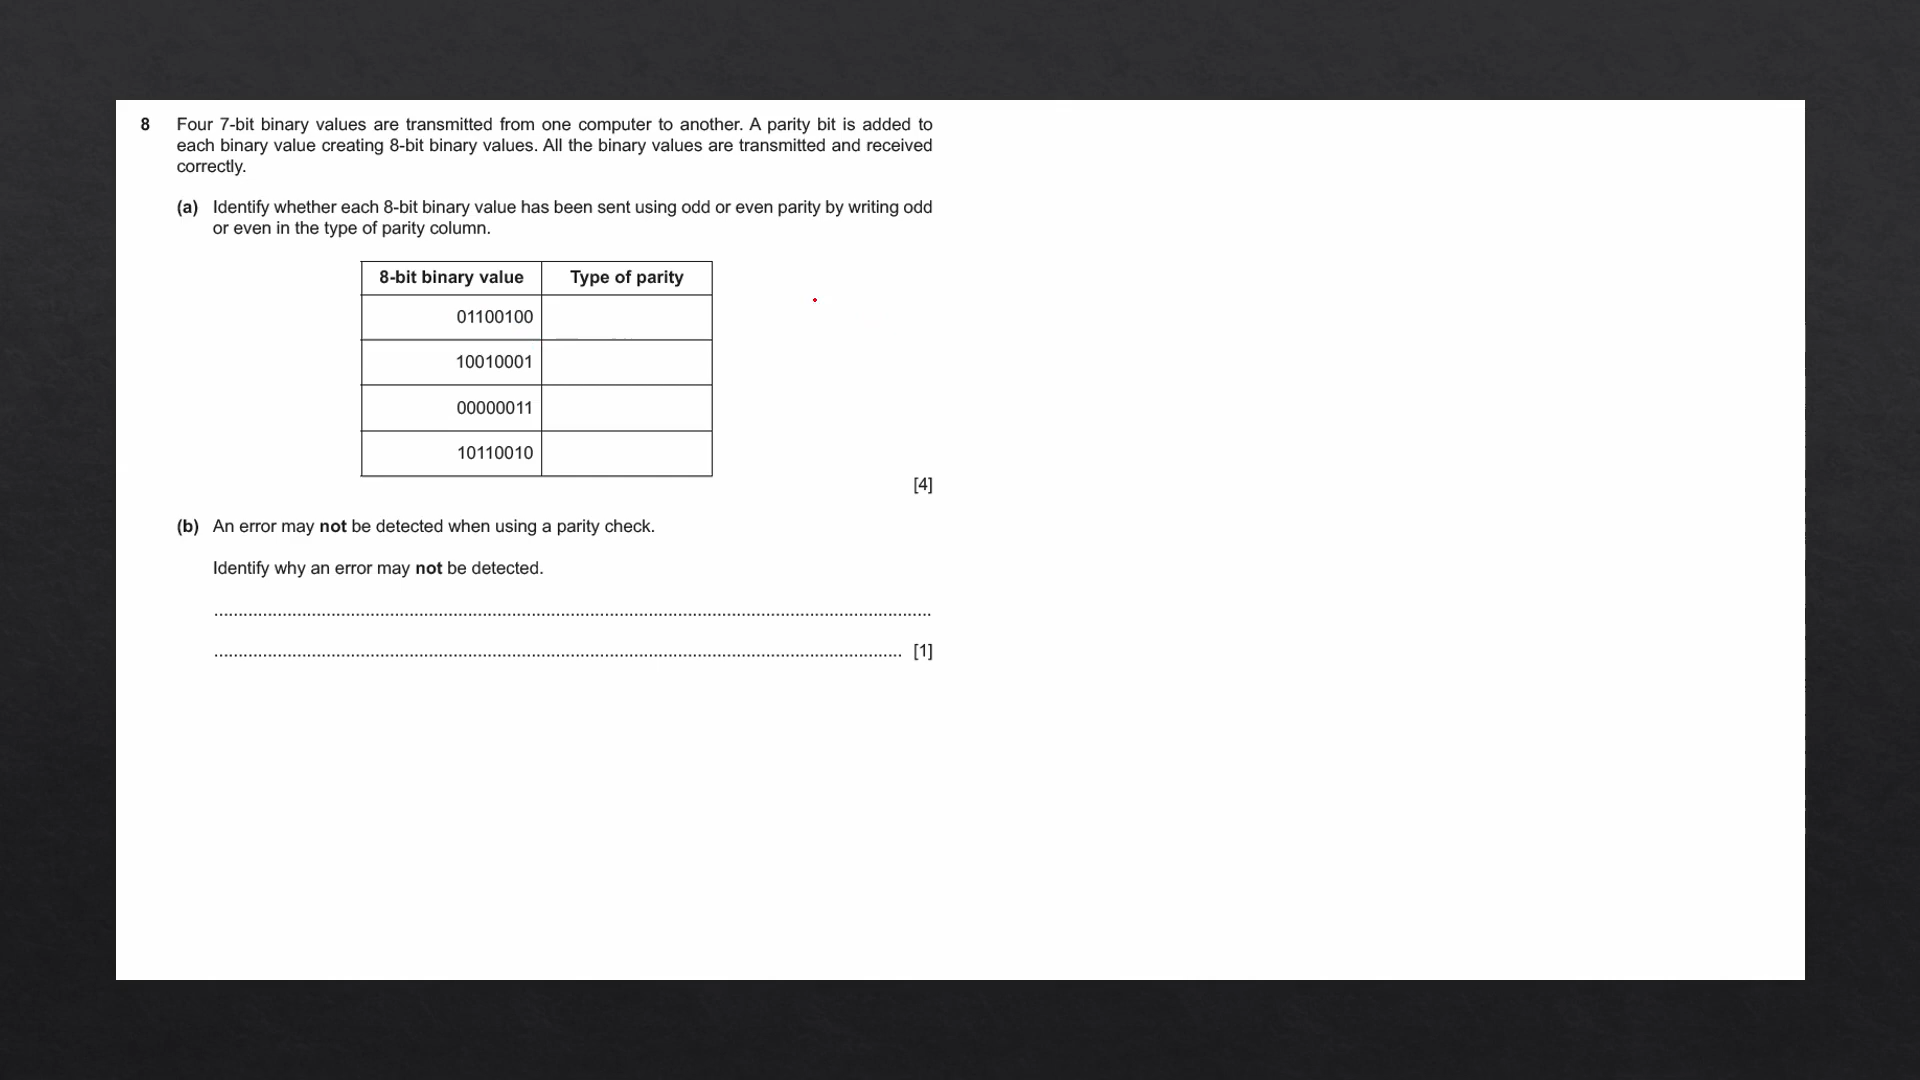 8 Four 7-bit binary values are transmitted from one computer to another. A parity bit is added to
each binary value creating 8-bit binary values. All the binary values are transmitted and received
correctly.
(a) Identify whether each 8-bit binary value has been sent using odd or even parity by writing odd
or even in the type of parity column.
8-bit binary value Type of parity
01100100
10010001
00000011
10110010
[4]
(b) An error may not be detected when using a parity check.
Identify why an error may not be detected.
[1]